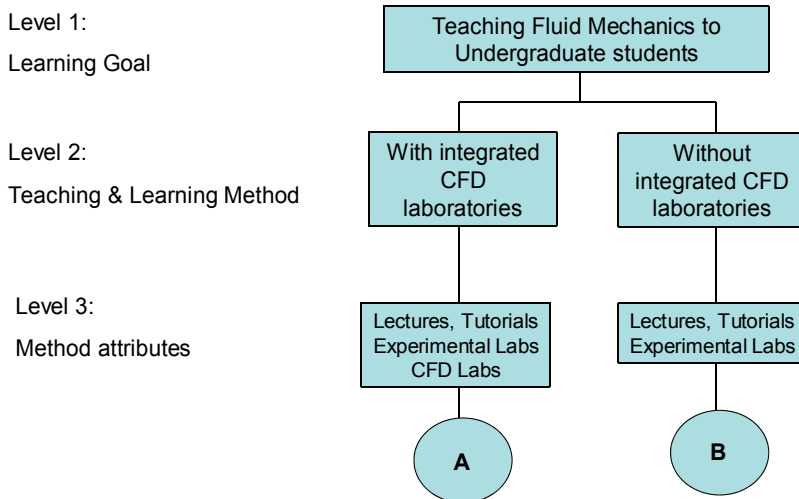 Level 1:
Learning Goal
Teaching Fluid Mechanics to
Undergraduate students
Level 2:
Teaching & Learning Method
With integrated
CFD
laboratories
Without
integrated CFD
laboratories
Level 3:
Method attributes
Lectures, Tutorials
Experimental Labs
CFD Labs
Lectures, Tutorials
Experimental Labs
A
B